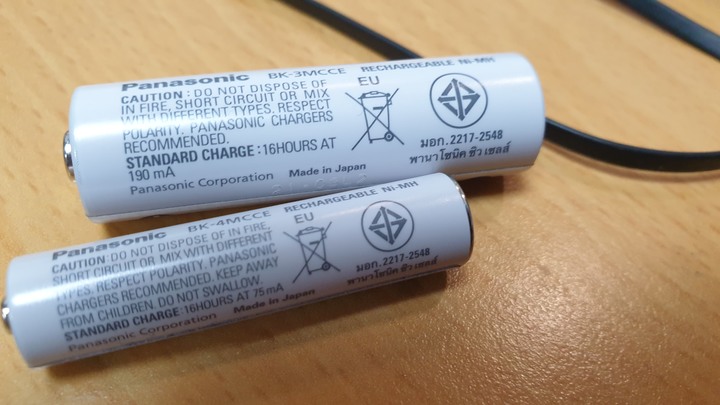 Panasonic BK-3MCCE RECHARGEABLE Ni-MH
CAUTION : DO NOT DISPOSE OF
IN FIRE, SHORT CIRCUIT OR MIX
WITH DIFFERENT TYPES. RESPECT
POLARITY. PANASONIC CHARGERS
RECOMMENDED.
STANDARD CHARGE : 16HOURS AT
190 mA Made in Japan
Panasonic Corporation
EU
มอก. 2217-2548
พานาโซนิค ซิว เซลล์
Panasonic BK-4MCCE RECHARGEABLE Ni-MH
CAUTION: DO NOT DISPOSE OF IN FIRE,
SHORT CIRCUIT OR MIX WITH DIFFERENT
TYPES. RESPECT POLARITY. PANASONIC
CHARGERS RECOMMENDED. KEEP AWAY
FROM CHILDREN. DO NOT SWALLOW.
STANDARD CHARGE : 16HOURS AT 75 mA
Panasonic Corporation Made in Japan
EU
มอก. 2217-2548
พานาโซนิค ซิว เซลล์